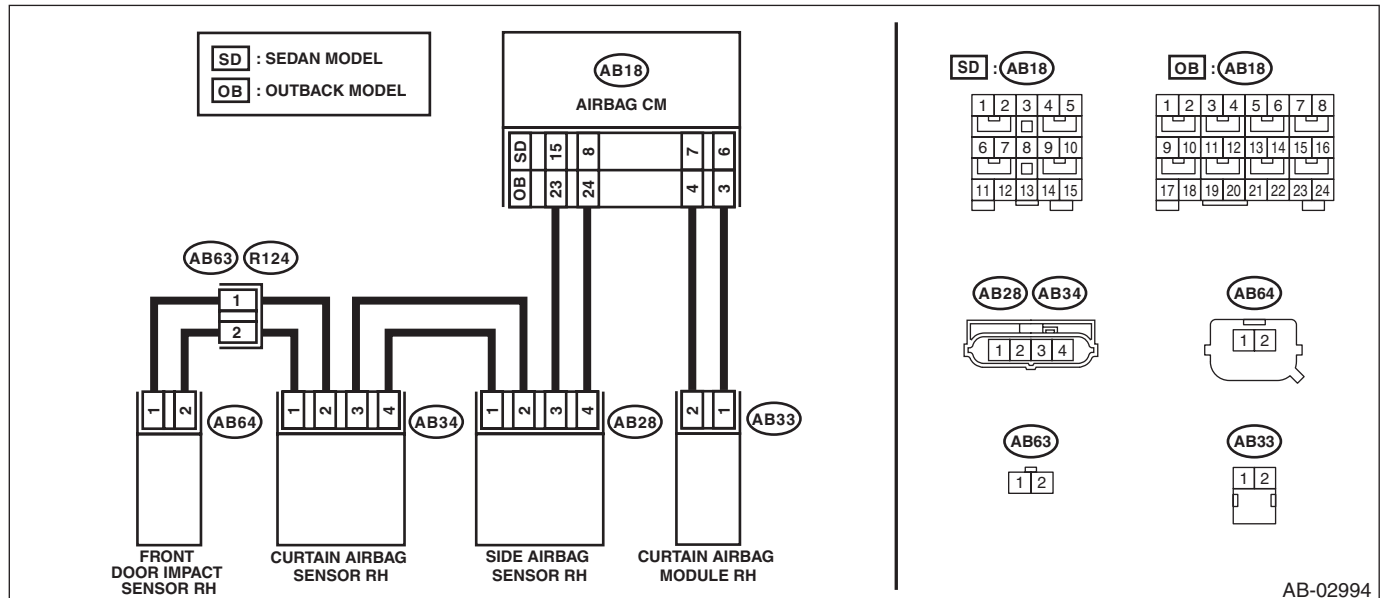 SD : SEDAN MODEL
OB : OUTBACK MODEL
AB18
AIRBAG CM
SD 15 8 7 6
OB 23 24 4 3
AB63 R124
1
2
1 2
AB64
1 2 3 4
AB34
1 2 3 4
AB28
2 1
AB33
FRONT
DOOR IMPACT
SENSOR RH
CURTAIN AIRBAG
SENSOR RH
SIDE AIRBAG
SENSOR RH
CURTAIN AIRBAG
MODULE RH
SD : AB18
1 2 3 4 5
6 7 8 9 10
11 12 13 14 15
OB : AB18
1 2 3 4 5 6 7 8
9 10 11 12 13 14 15 16
17 18 19 20 21 22 23 24
AB28 AB34
1 2 3 4
AB64
1 2
AB63
1 2
AB33
1 2
AB-02994